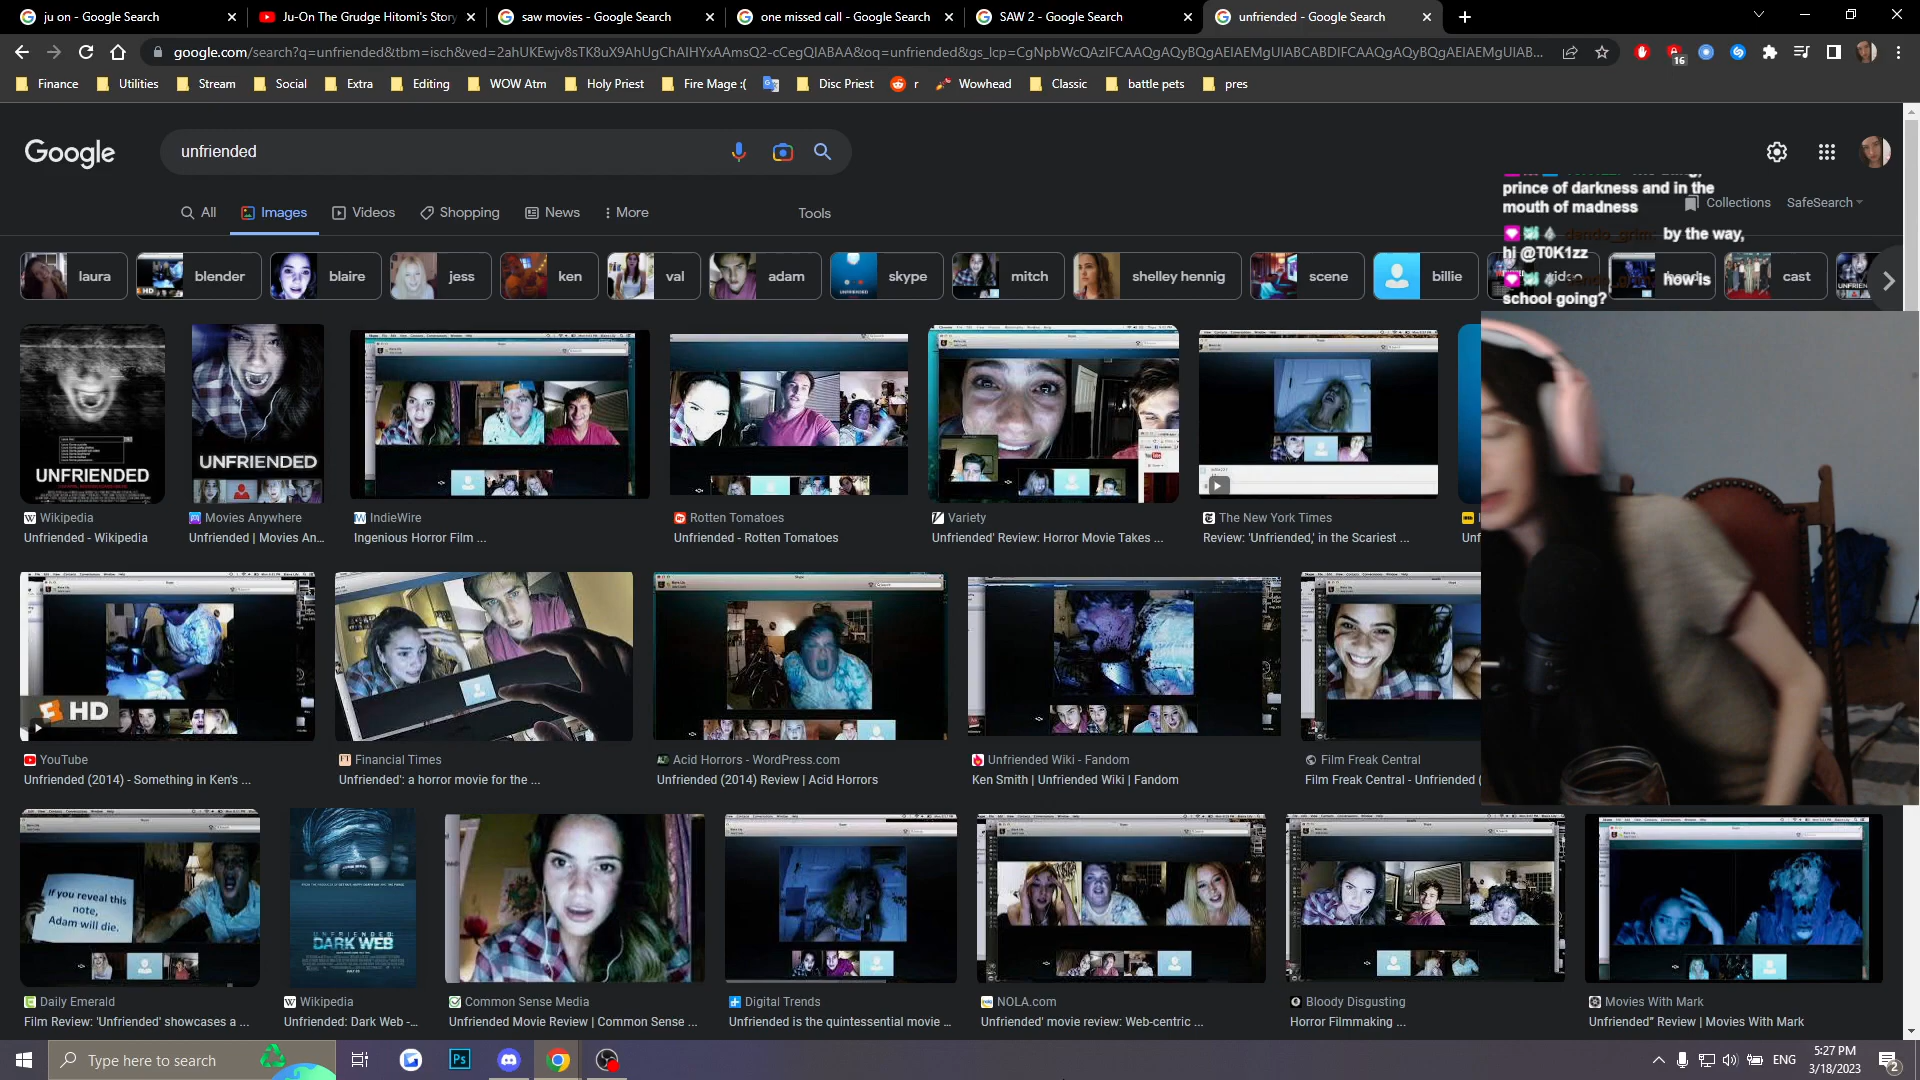 ju on - Google Search
Ju-On The Grudge Hitomi's Story
saw movies - Google Search
one missed call - Google Search
SAW 2 - Google Search
unfriended - Google Search
google.com/search?q=unfriended&tbm=isch&ved=2ahUKEwjv8sTK8uX9AhUgChAIHYxAAmsQ2-cCegQIABAA&oq=unfriended&gs_lcp=CgNpbWcQAzIFCAAQgAQyBQgAEIAEMgUIABCABDIFCAAQgAQyBQgAEIAEMgUIAB...
16
Finance Utilities Stream Social Extra Editing WOW Atm Holy Priest Fire Mage :( Disc Priest r Wowhead Classic battle pets pres
Google
unfriended
prince of darkness and in the
mouth of madness
Collections SafeSearch
All Images Videos Shopping News More Tools
by the way,
hi @T0K1zz
laura blender blaire jess ken val adam skype mitch shelley hennig scene billie video how is cast
school going?
UNFRIENDED
UNFRIENDED
Wikipedia
Unfriended - Wikipedia
Movies Anywhere
Unfriended | Movies An...
IndieWire
Ingenious Horror Film ...
Rotten Tomatoes
Unfriended - Rotten Tomatoes
Variety
Unfriended' Review: Horror Movie Takes ...
The New York Times
Review: 'Unfriended,' in the Scariest ...
Unf
HD
YouTube
Unfriended (2014) - Something in Ken's ...
Financial Times
Unfriended': a horror movie for the ...
Acid Horrors - WordPress.com
Unfriended (2014) Review | Acid Horrors
Unfriended Wiki - Fandom
Ken Smith | Unfriended Wiki | Fandom
Film Freak Central
Film Freak Central - Unfriended (
If you reveal this
note,
Adam will die.
UNFRIENDED
DARK WEB
Daily Emerald
Film Review: 'Unfriended' showcases a ...
Wikipedia
Unfriended: Dark Web -...
Common Sense Media
Unfriended Movie Review | Common Sense ...
Digital Trends
Unfriended is the quintessential movie ...
NOLA.com
Unfriended' movie review: Web-centric ...
Bloody Disgusting
Horror Filmmaking ...
Movies With Mark
Unfriended" Review | Movies With Mark
Type here to search
Ps
ENG
5:27 PM
3/18/2023
2